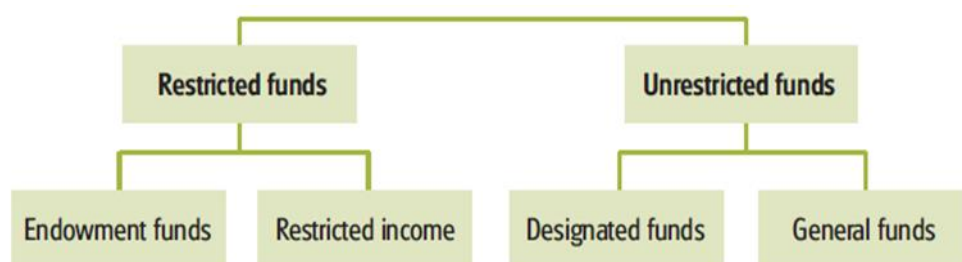 Restricted funds
Unrestricted funds
Endowment funds
Restricted income
Designated funds
General funds